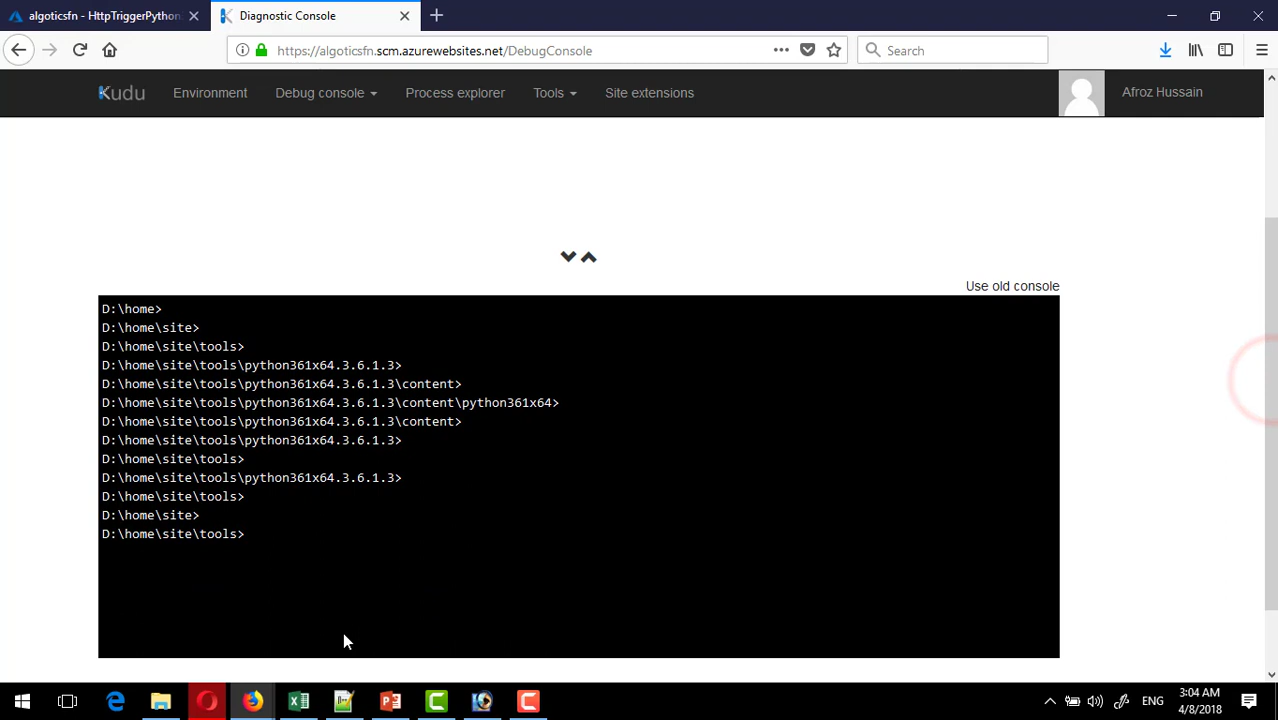 algoticsfn - HttpTriggerPython
Diagnostic Console
https://algoticsfn.scm.azurewebsites.net/DebugConsole
Search
Kudu
Environment
Debug console
Process explorer
Tools
Site extensions
Afroz Hussain
Use old console
D:\home>
D:\home\site>
D:\home\site\tools>
D:\home\site\tools\python361x64.3.6.1.3>
D:\home\site\tools\python361x64.3.6.1.3\content>
D:\home\site\tools\python361x64.3.6.1.3\content\python361x64>
D:\home\site\tools\python361x64.3.6.1.3\content>
D:\home\site\tools\python361x64.3.6.1.3>
D:\home\site\tools>
D:\home\site\tools\python361x64.3.6.1.3>
D:\home\site\tools>
D:\home\site>
D:\home\site\tools>
ENG
3:04 AM
4/8/2018